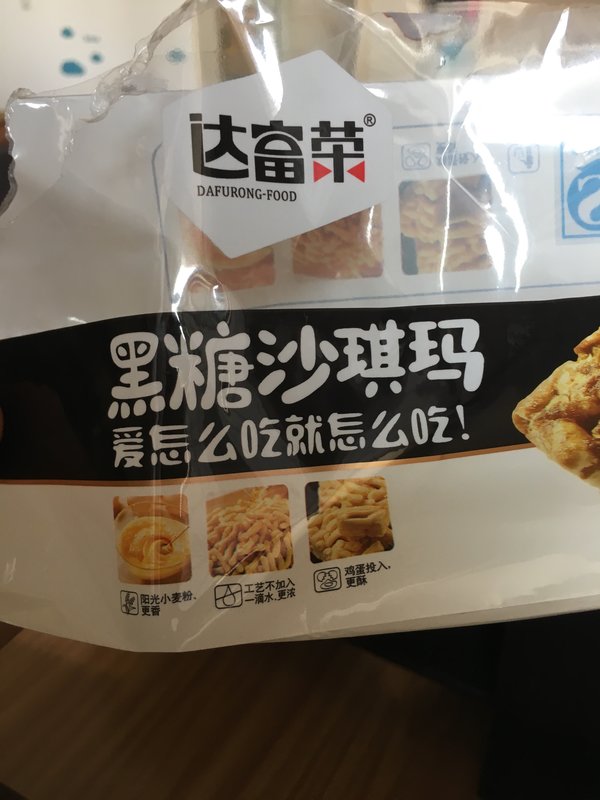 达富荣®
DAFURONG-FOOD
黑糖沙琪玛
爱怎么吃就怎么吃!
阳光小麦粉、
更香
工艺不加入
一滴水,更浓
鸡蛋投入,
更酥